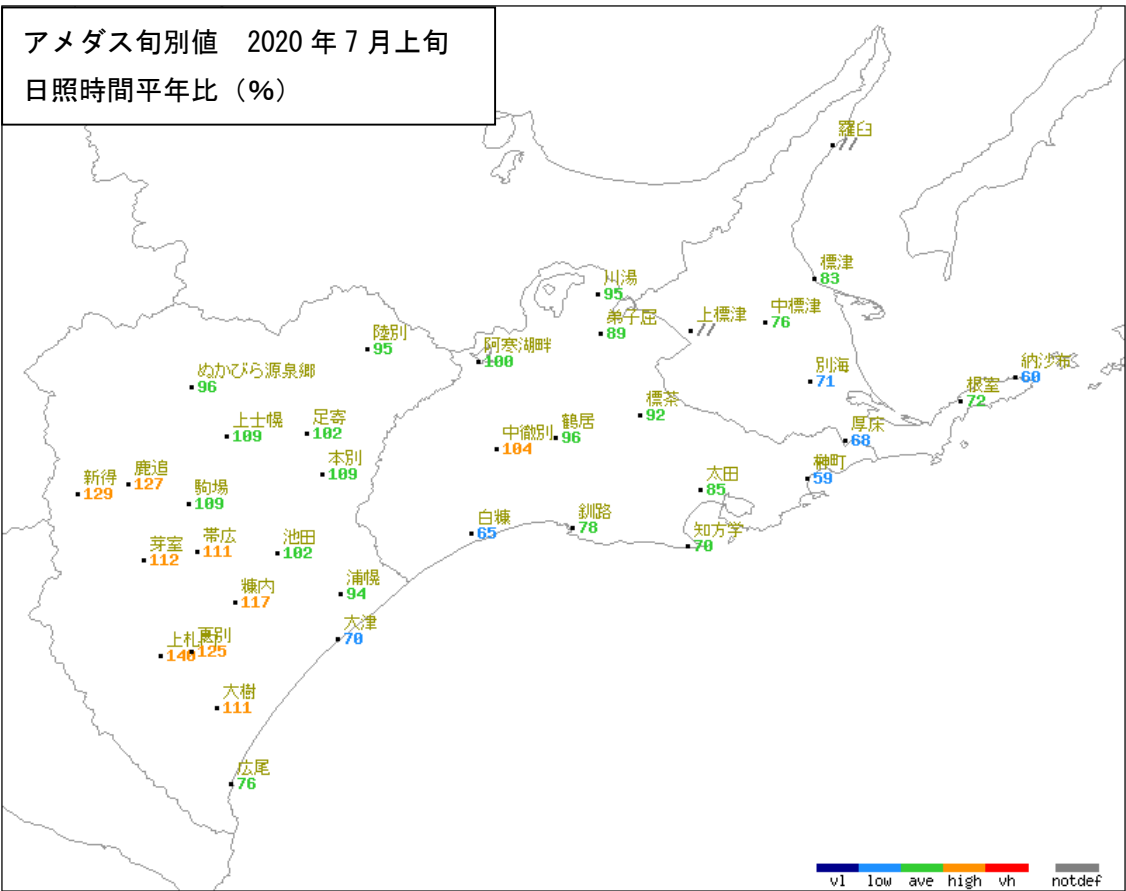 アメダス旬別値 2020年7月上旬
日照時間平年比（%）
羅臼
//
標津
83
川湯
95
中標津
76
上標津
//
弟子屈
89
陸別
95
阿寒湖畔
100
ぬかびら源泉郷
96
別海
71
納沙布
60
根室
72
標茶
92
上士幌
109
足寄
102
鶴居
96
中徹別
104
厚床
68
本別
109
榊町
59
鹿追
127
新得
129
駒場
109
太田
85
白糠
65
釧路
78
知方学
70
芽室
112
帯広
111
池田
102
糠内
117
浦幌
94
大津
70
上札内
140
更別
125
大樹
111
広尾
76
vl low ave high vh notdef